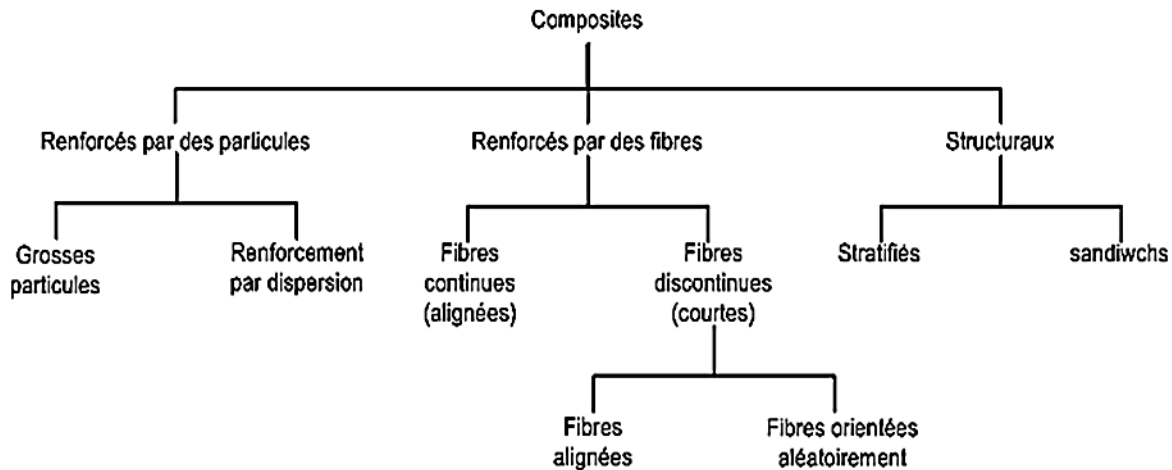 Composites
Renforcés par des particules
Renforcés par des fibres
Structuraux
Grosses
particules
Renforcement
par dispersion
Fibres
continues
(alignées)
Fibres
discontinues
(courtes)
Stratifiés
sandiwchs
Fibres
alignées
Fibres orientées
aléatoirement